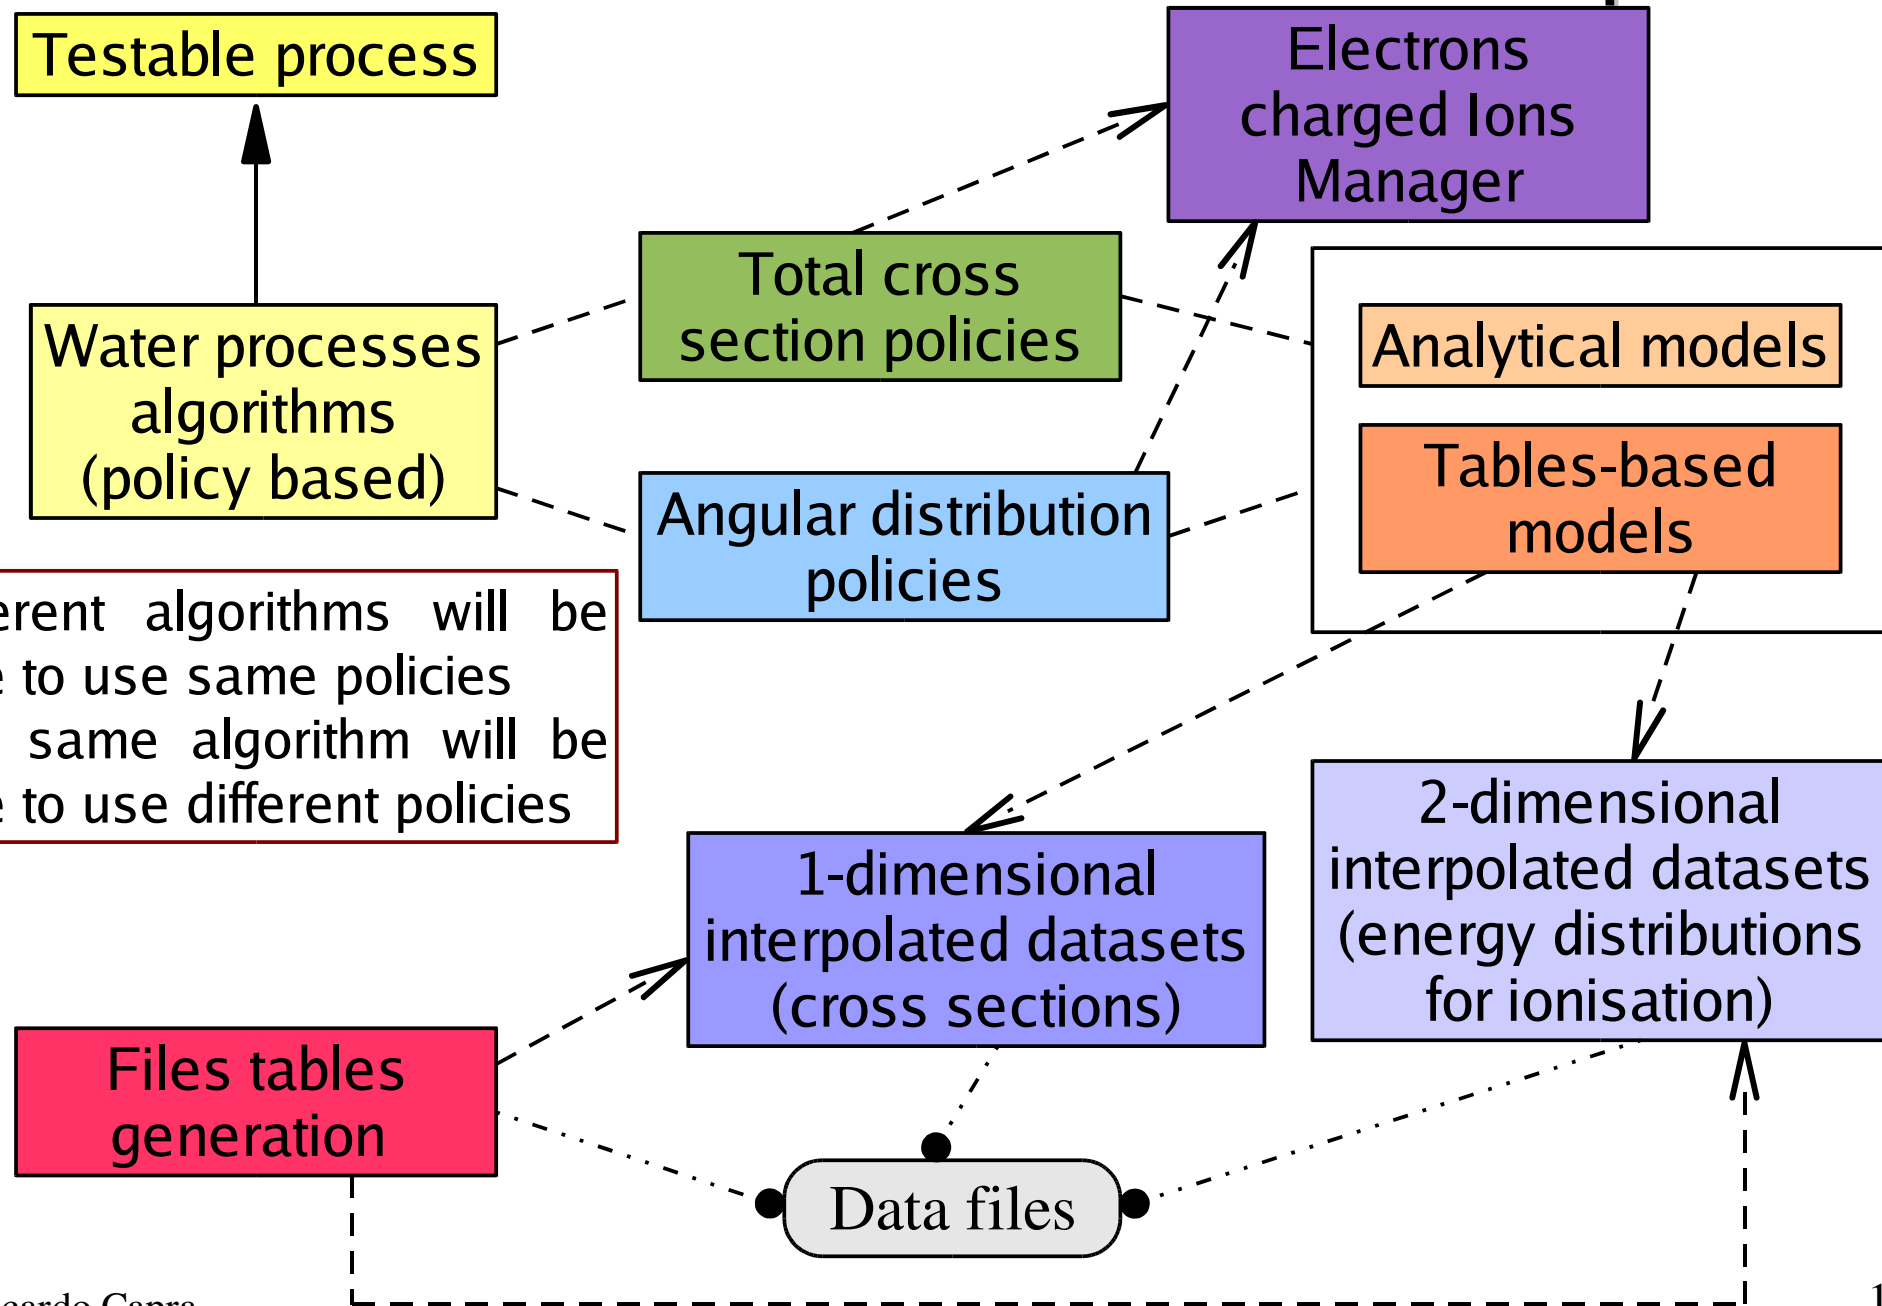 Testable process
Electrons
charged Ions
Manager
Total cross
section policies
Water processes
algorithms
(policy based)
Analytical models
Tables-based
models
Angular distribution
policies
erent algorithms will be
e to use same policies
same algorithm will be
e to use different policies
1-dimensional
interpolated datasets
(cross sections)
2-dimensional
interpolated datasets
(energy distributions
for ionisation)
Files tables
generation
Data files
cardo Capra
1